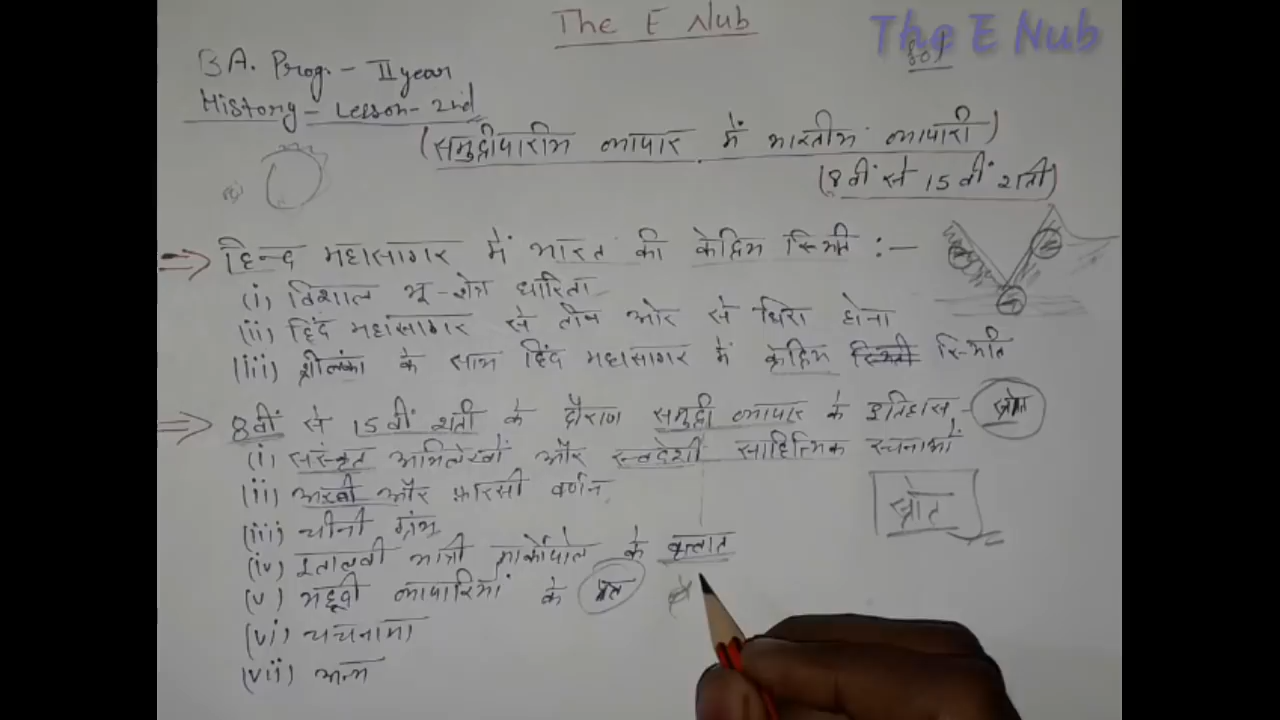 The E Nub
The E Nub
BA. Prog. - II year
History - Lesson - 2nd
(समुद्रीपारीय व्यापार में भारतीय व्यापारी)
(8वीं से 15वीं शती)
हिन्द महासागर में भारत की केंद्रिय स्थिति :-
(i) विशाल भू-क्षेत्र धारिता
(ii) हिंद महासागर से तीन ओर से घिरा होना
(iii) श्रीलंका के साथ हिंद महासागर में केंद्रिय स्थिति
8वीं से 15वीं शती के दौराण समुद्री व्यापार के इतिहास - स्रोत
(i) संस्कृत अभिलेखों और स्वदेशी साहित्यिक रचनाओं
(ii) अरबी और फ़ारसी वर्णन
स्रोत
(iii) चीनी ग्रंथ
(iv) इतालवी यात्री मार्कोपोलो के वृत्तांत
(v) यहूदी व्यापारियों के पत्र
(vi) चचनामा
(vii) अन्य